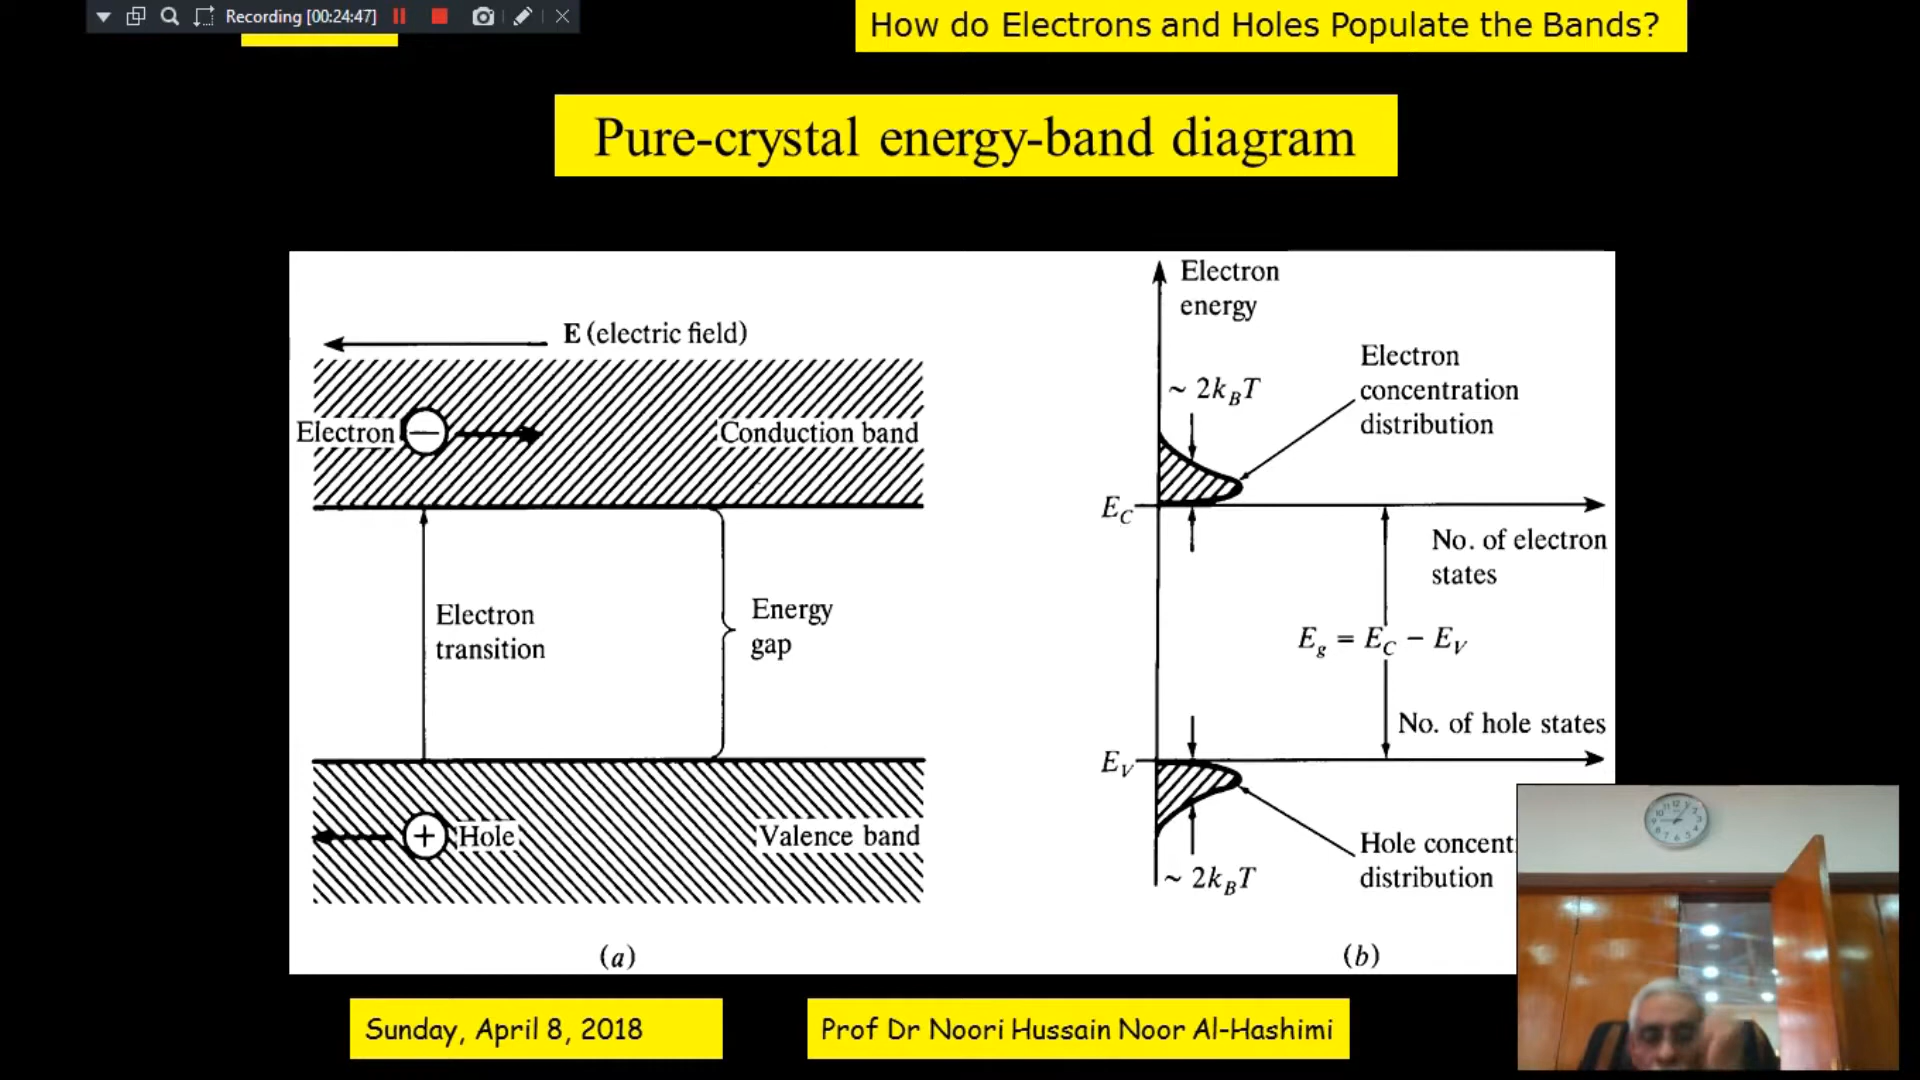 Recording [00:24:47]
How do Electrons and Holes Populate the Bands?
Pure-crystal energy-band diagram
E (electric field)
Electron
−
Conduction band
Electron
transition
Energy
gap
+
Hole
Valence band
(a)
Electron
energy
~ 2k_BT
Electron
concentration
distribution
E_C
No. of electron
states
E_g = E_C − E_V
No. of hole states
E_V
Hole concent
distribution
~ 2k_BT
(b)
Sunday, April 8, 2018
Prof Dr Noori Hussain Noor Al-Hashimi